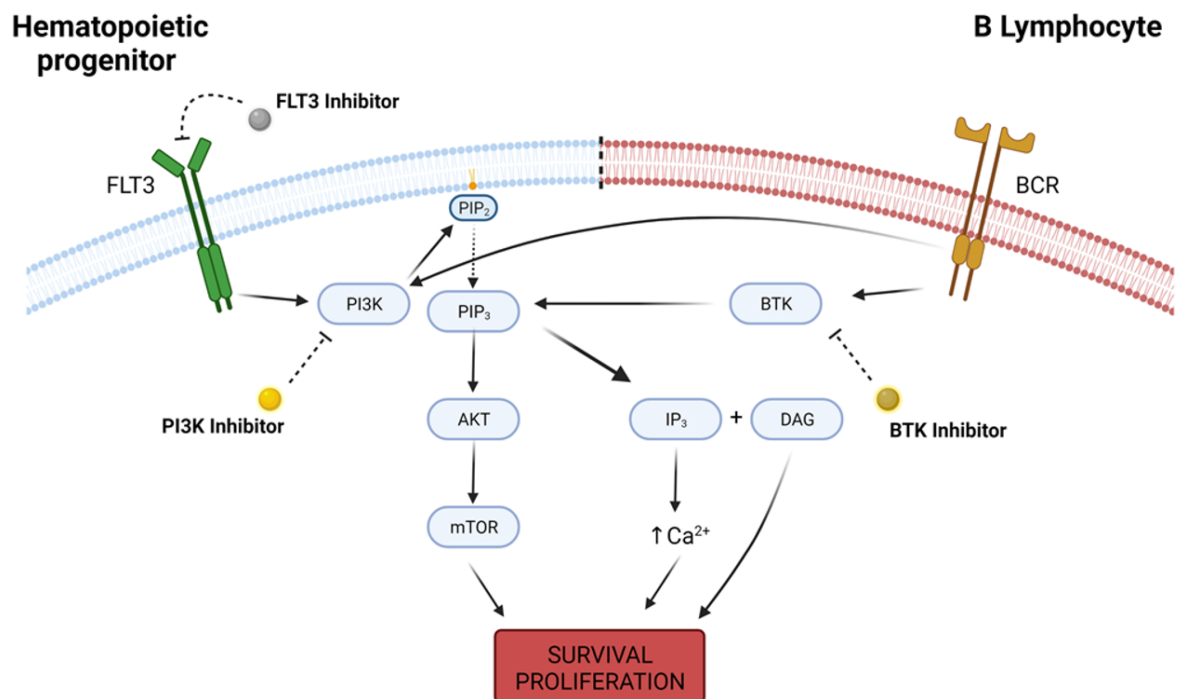 Hematopoietic
progenitor
B Lymphocyte
FLT3 Inhibitor
FLT3
BCR
PIP₂
PI3K
PIP₃
BTK
PI3K Inhibitor
AKT
IP₃ + DAG
BTK Inhibitor
mTOR
↑Ca²⁺
SURVIVAL
PROLIFERATION